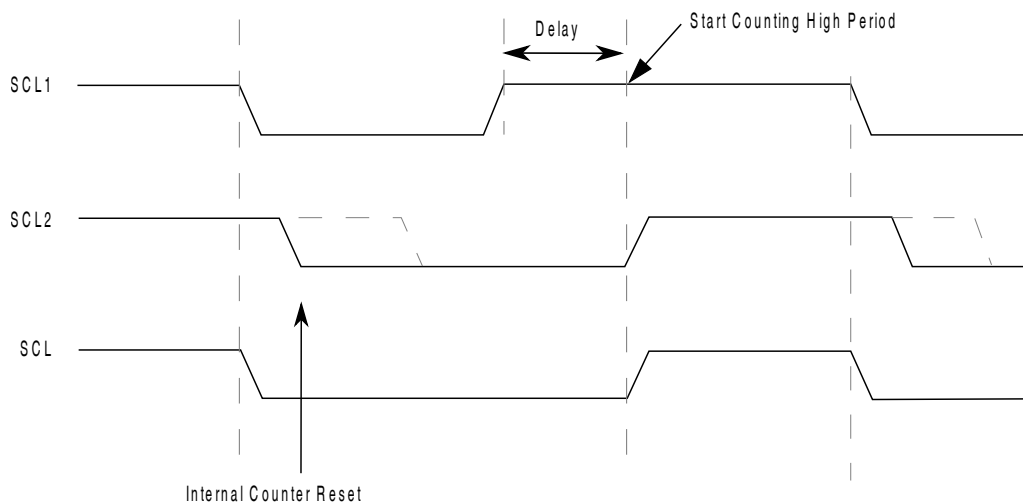 Start Counting High Period
Delay
SCL1
SCL2
SCL
Internal Counter Reset